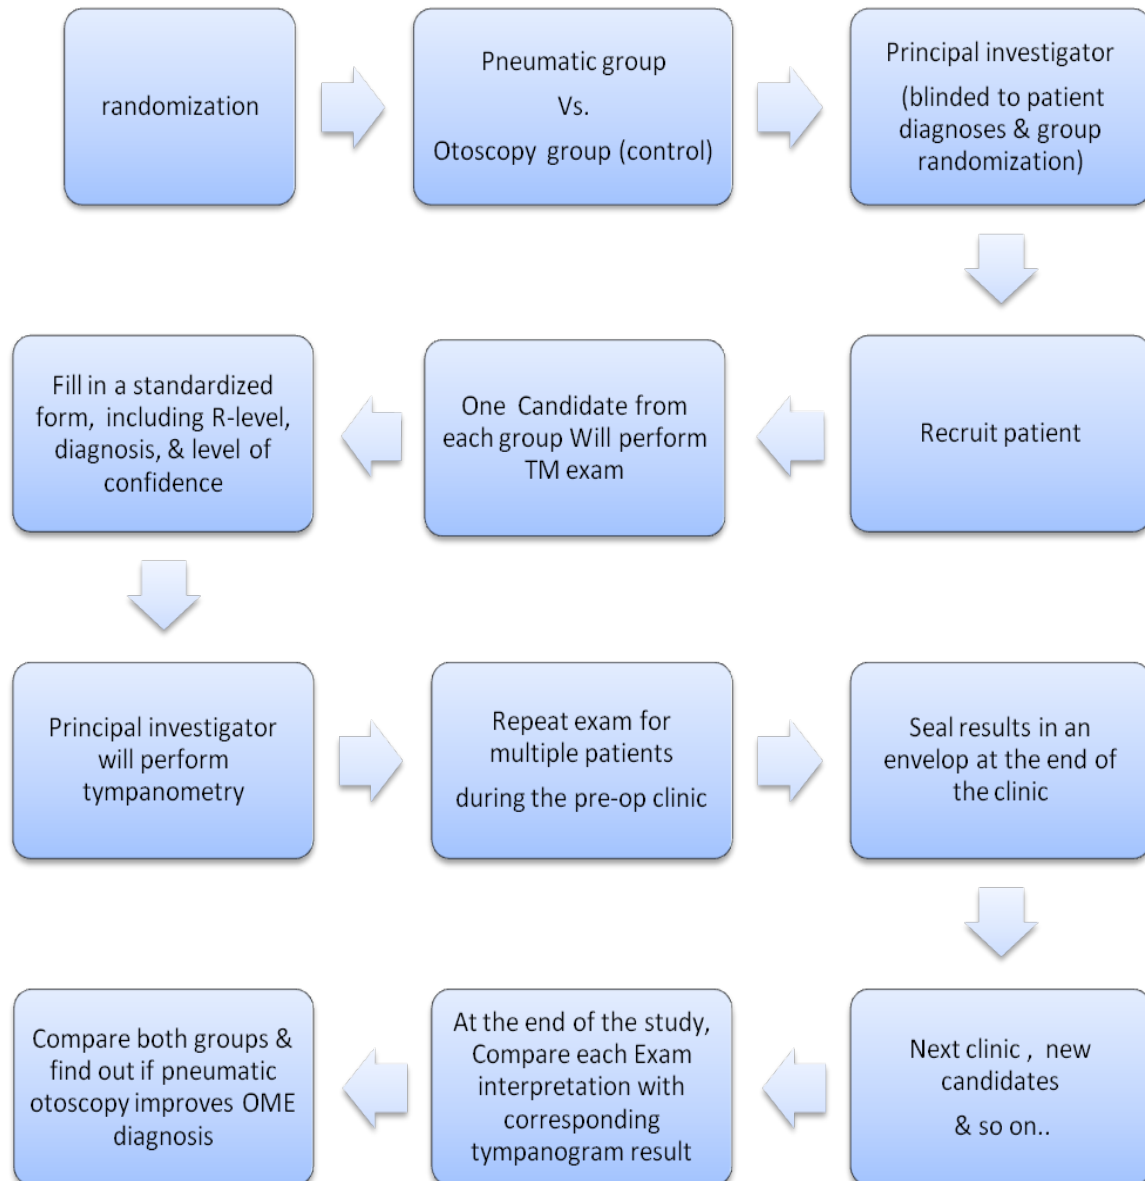 randomization
Pneumatic group
Vs.
Otoscopy group (control)
Principal investigator
(blinded to patient
diagnoses & group
randomization)
Recruit patient
One Candidate from
each group Will perform
TM exam
Fill in a standardized
form, including R-level,
diagnosis, & level of
confidence
Principal investigator
will perform
tympanometry
Repeat exam for
multiple patients
during the pre-op clinic
Seal results in an
envelop at the end of
the clinic
Next clinic , new
candidates
& so on..
At the end of the study,
Compare each Exam
interpretation with
corresponding
tympanogram result
Compare both groups &
find out if pneumatic
otoscopy improves OME
diagnosis